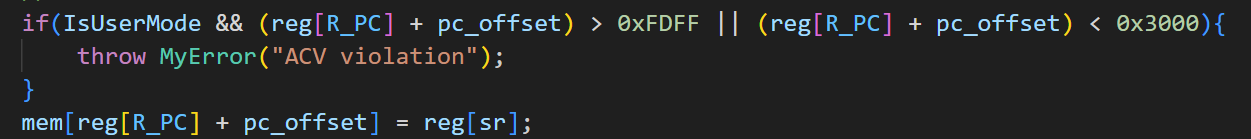 if(IsUserMode && (reg[R_PC] + pc_offset) > 0xFDFF || (reg[R_PC] + pc_offset) < 0x3000){
    throw MyError("ACV violation");
}
mem[reg[R_PC] + pc_offset] = reg[sr];